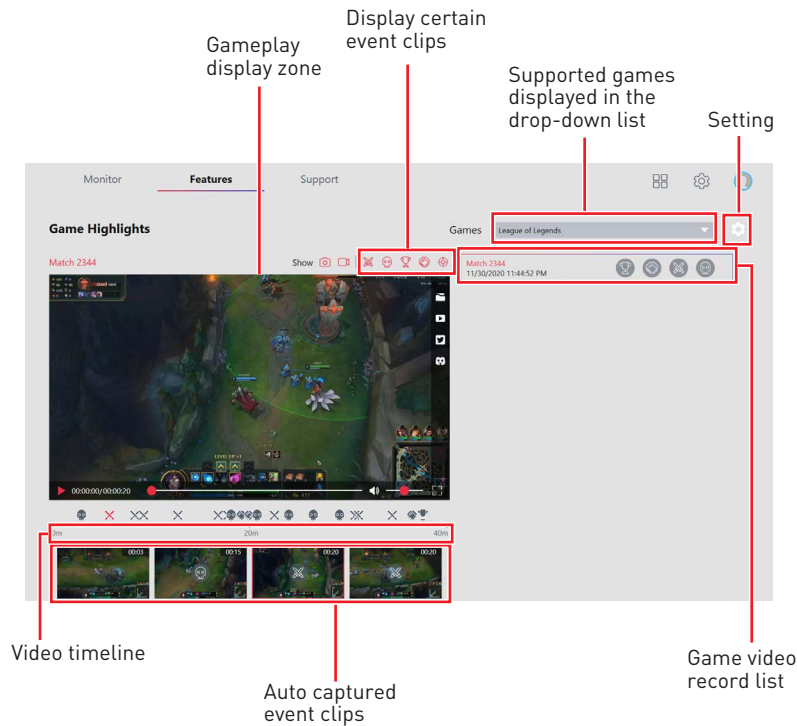 Display certain
event clips
Gameplay
display zone
Supported games
displayed in the
drop-down list
Setting
Monitor
Features
Support
Game Highlights
Games
League of Legends
Match 2344
Show
Match 2344
11/30/2020 11:44:52 PM
LEVEL UP! +1
00:00:00/00:00:20
0m
20m
40m
00:03
00:15
00:20
00:20
Video timeline
Auto captured
event clips
Game video
record list